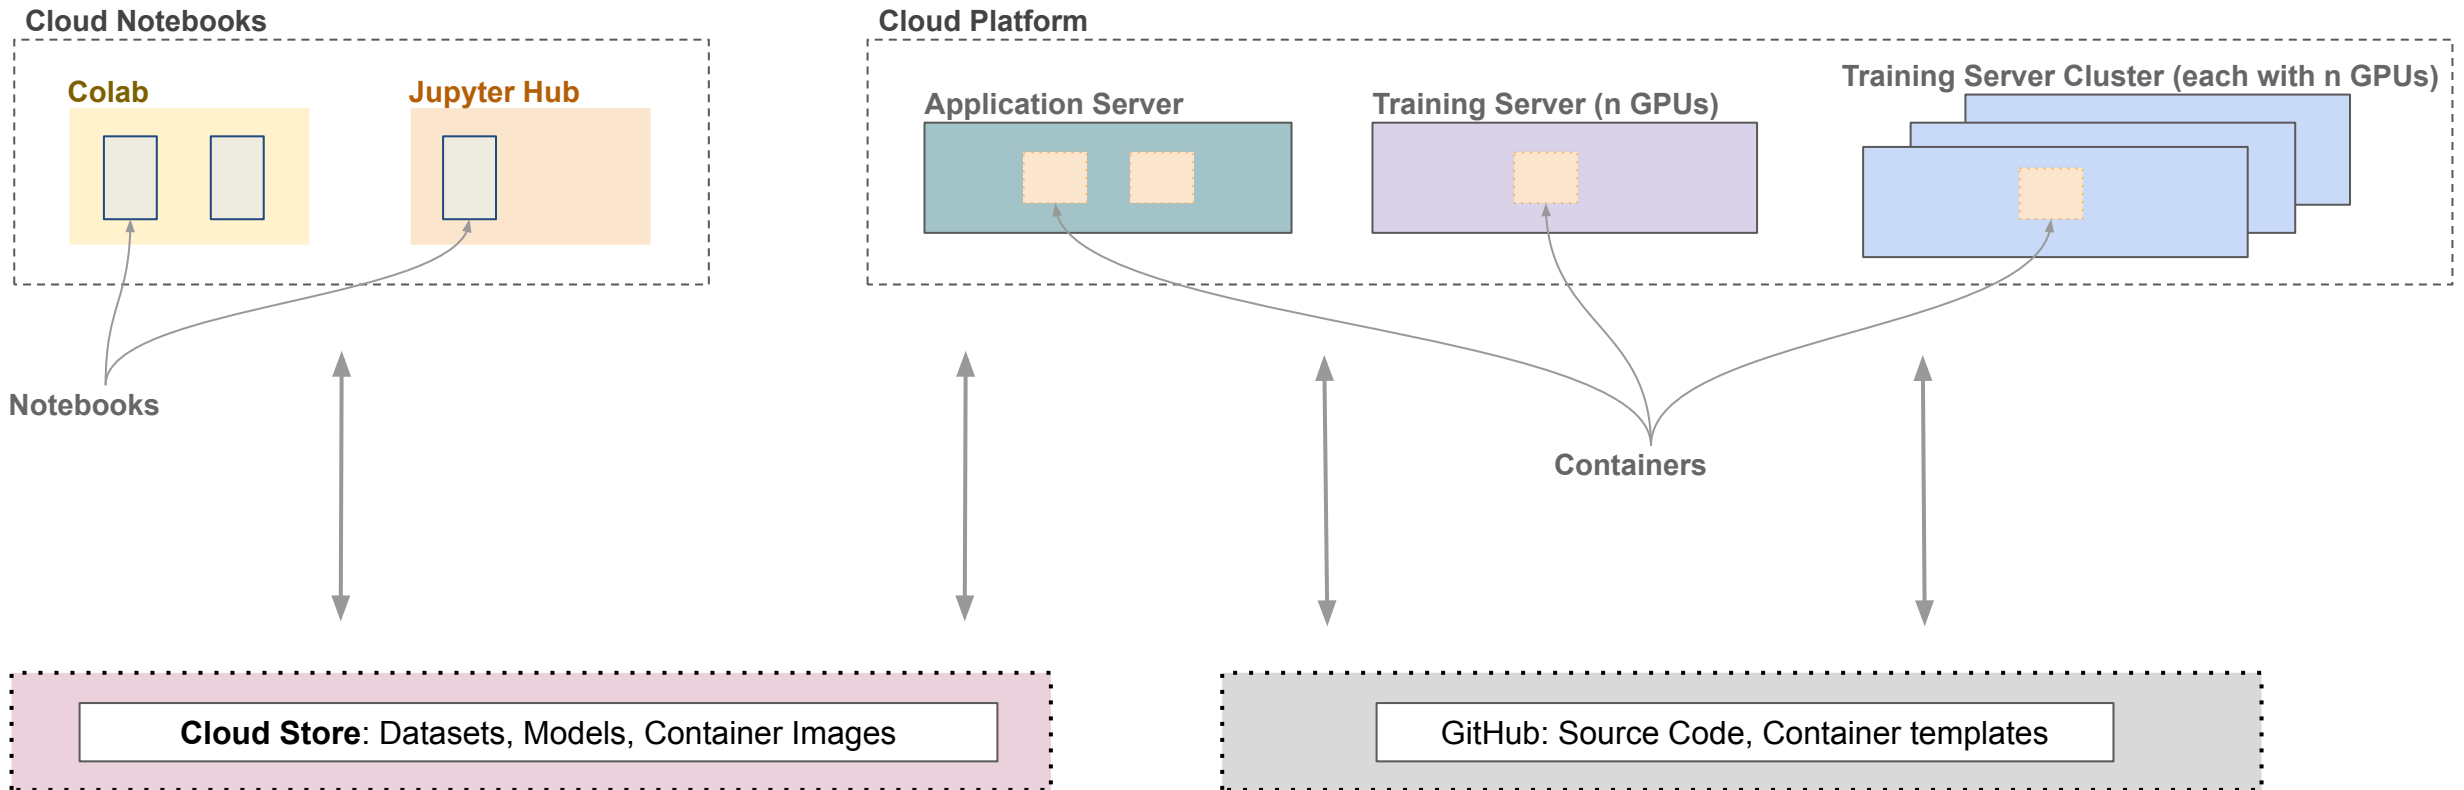 Cloud Notebooks
Cloud Platform
Colab
Jupyter Hub
Application Server
Training Server (n GPUs)
Training Server Cluster (each with n GPUs)
Notebooks
Containers
Cloud Store: Datasets, Models, Container Images
GitHub: Source Code, Container templates